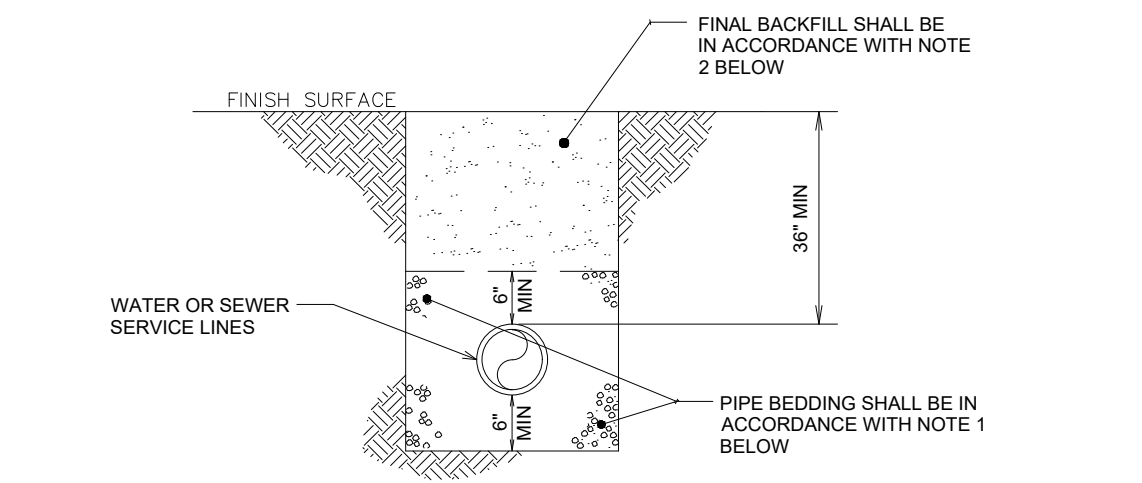 FINAL BACKFILL SHALL BE
IN ACCORDANCE WITH NOTE
2 BELOW
FINISH SURFACE
36" MIN
6"
MIN
WATER OR SEWER
SERVICE LINES
6"
MIN
PIPE BEDDING SHALL BE IN
ACCORDANCE WITH NOTE 1
BELOW